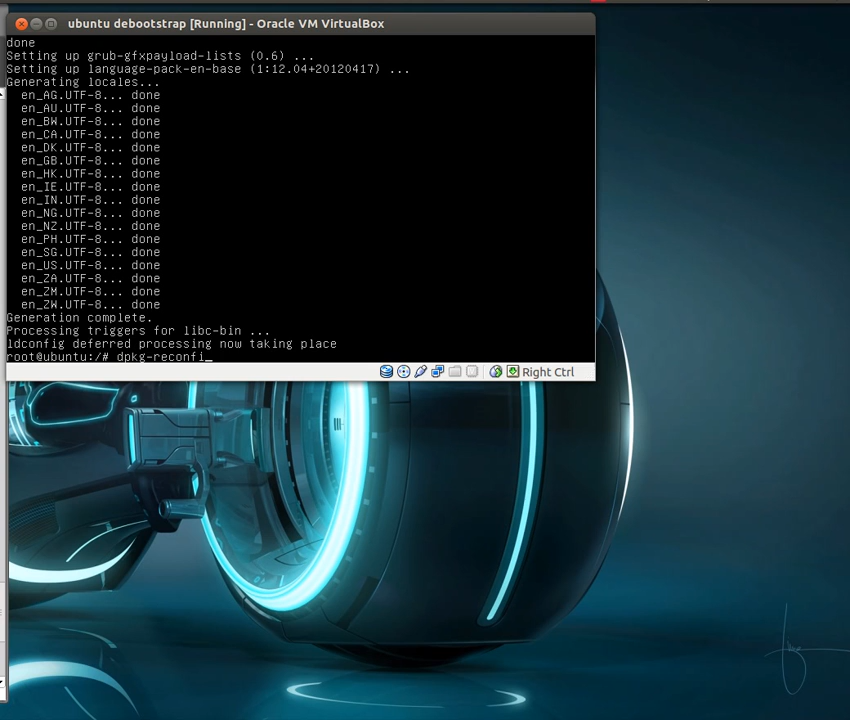 ubuntu debootstrap [Running] - Oracle VM VirtualBox
done
Setting up grub-gfxpayload-lists (0.6) ...
Setting up language-pack-en-base (1:12.04+20120417) ...
Generating locales...
en_AG.UTF-8... done
en_AU.UTF-8... done
en_BW.UTF-8... done
en_CA.UTF-8... done
en_DK.UTF-8... done
en_GB.UTF-8... done
en_HK.UTF-8... done
en_IE.UTF-8... done
en_IN.UTF-8... done
en_NG.UTF-8... done
en_NZ.UTF-8... done
en_PH.UTF-8... done
en_SG.UTF-8... done
en_US.UTF-8... done
en_ZA.UTF-8... done
en_ZM.UTF-8... done
en_ZW.UTF-8... done
Generation complete.
Processing triggers for libc-bin ...
ldconfig deferred processing now taking place
root@ubuntu:/# dpkg-reconfi_
Right Ctrl